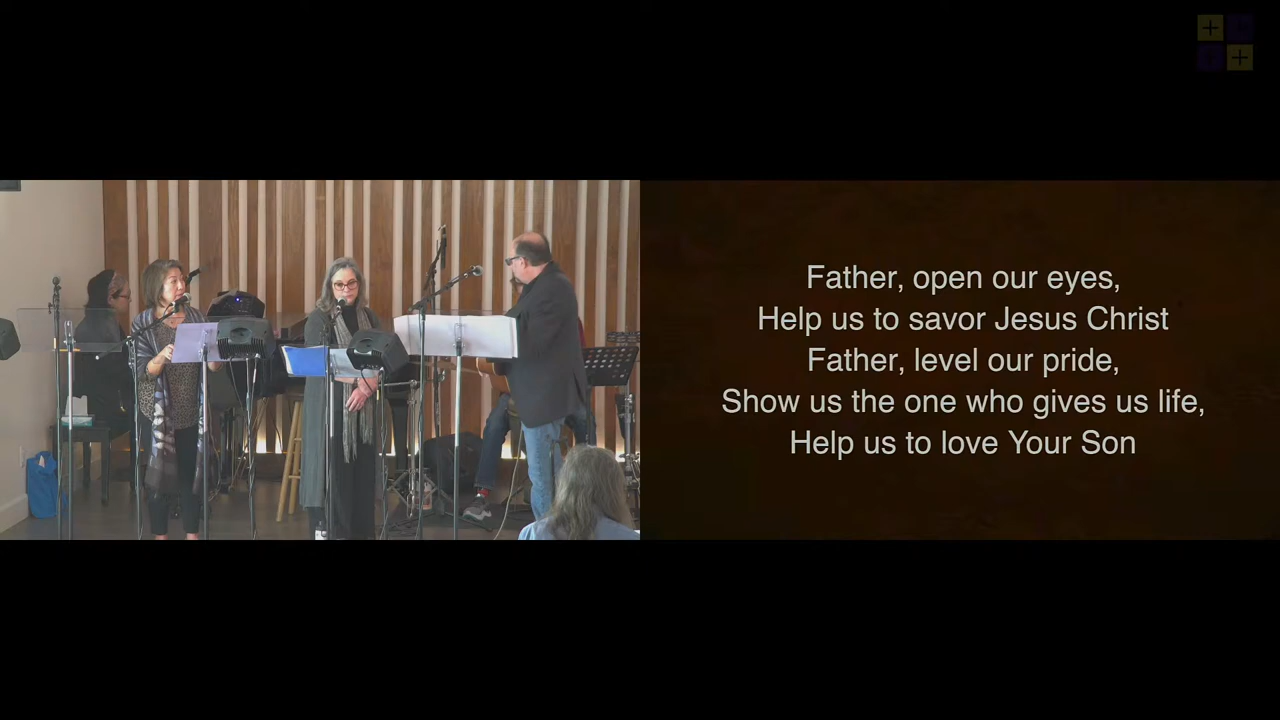 Father, open our eyes,
Help us to savor Jesus Christ
Father, level our pride,
Show us the one who gives us life,
Help us to love Your Son